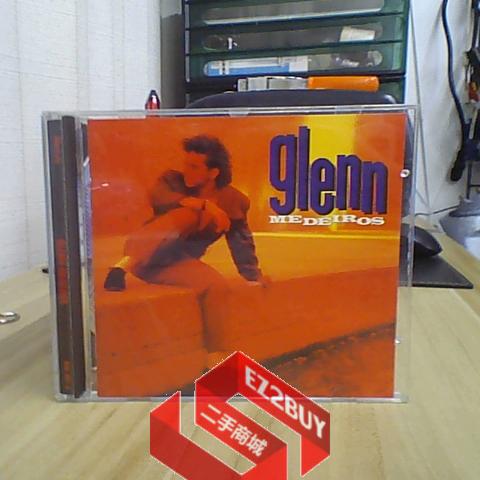 glenn
MEDEIROS
EZ2BUY
二手商城